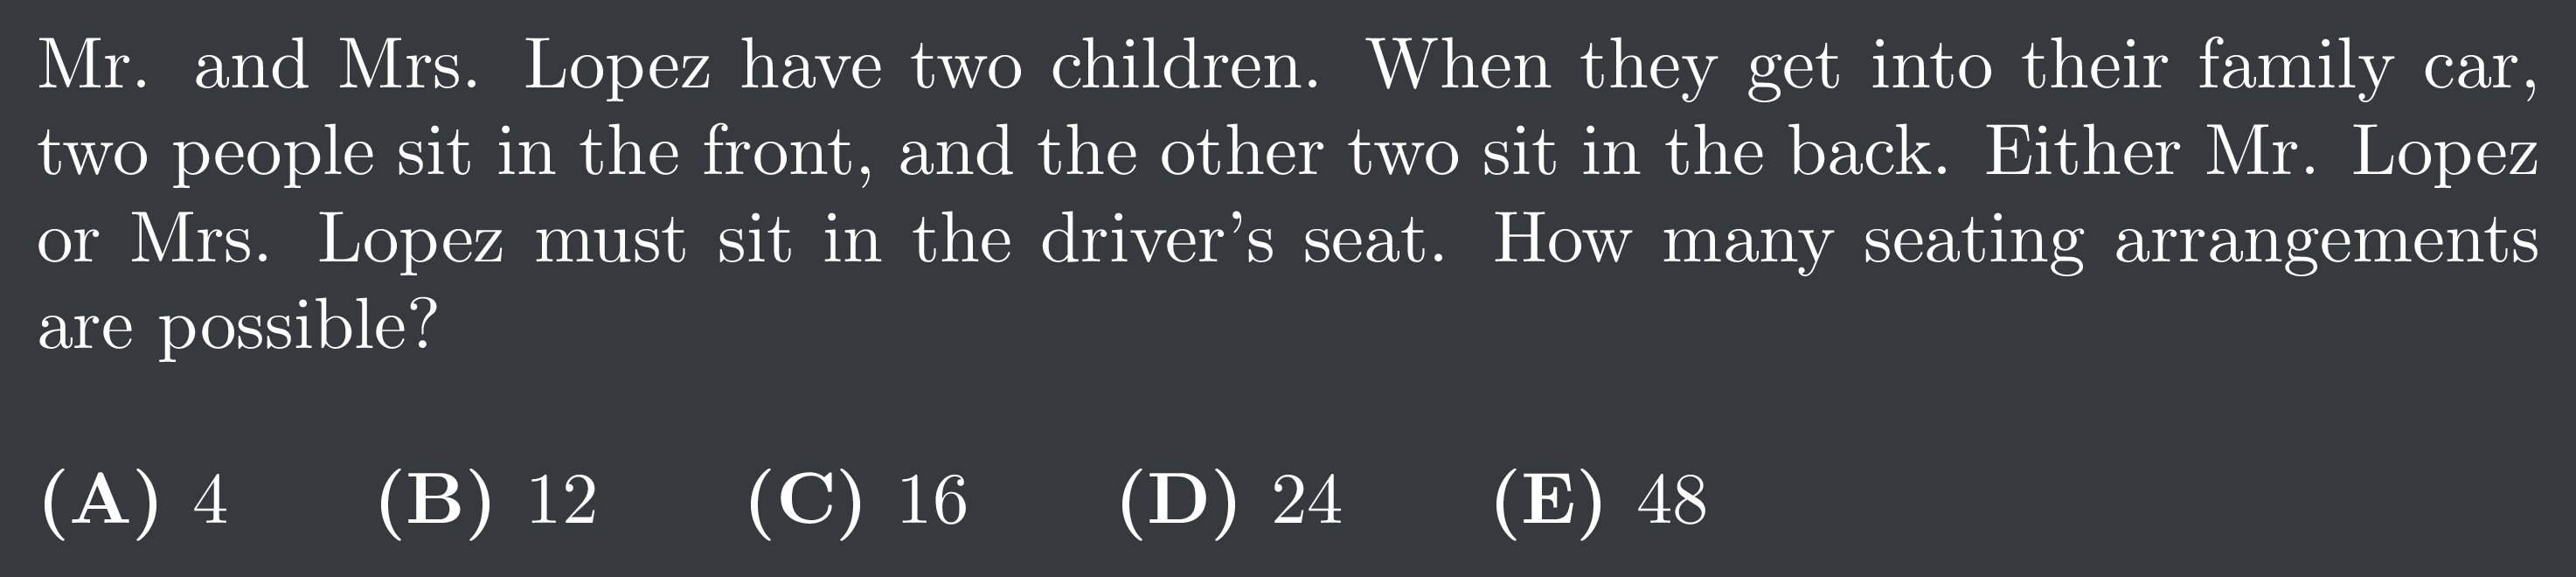 Mr. and Mrs. Lopez have two children. When they get into their family car,
two people sit in the front, and the other two sit in the back. Either Mr. Lopez
or Mrs. Lopez must sit in the driver's seat. How many seating arrangements
are possible?
(A) 4 (B) 12 (C) 16 (D) 24 (E) 48